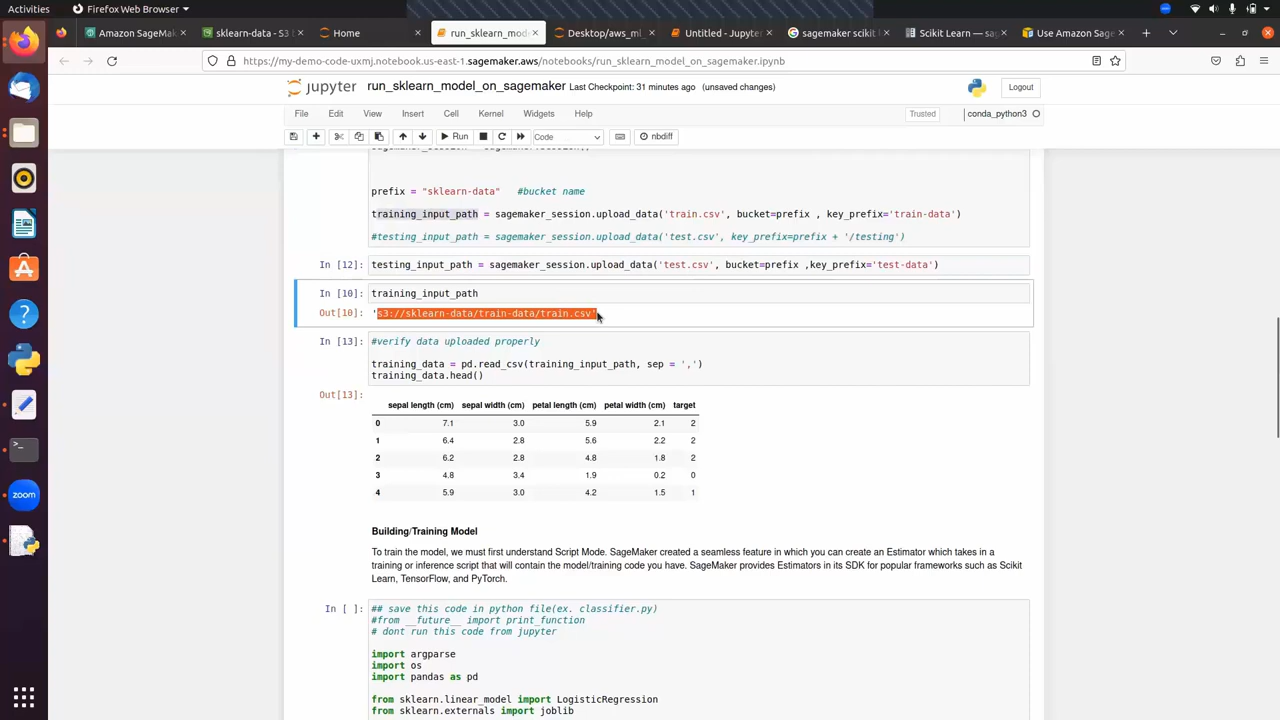 Activities
Firefox Web Browser
Amazon SageMak
sklearn-data - S3 b
Home
run_sklearn_mode
Desktop/aws_ml_
Untitled - Jupyter
sagemaker scikit l
Scikit Learn — sag
Domains | Amazon
https://my-demo-code-uxmj.notebook.us-east-1.sagemaker.aws/notebooks/run_sklearn_model_on_sagemaker.ipynb
jupyter run_sklearn_model_on_sagemaker Last Checkpoint: 31 minutes ago (unsaved changes)
Logout
File Edit View Insert Cell Kernel Widgets Help
Trusted
conda_python3
Run
Code
nbdiff
sagemaker_session = sagemaker.Session()
prefix = "sklearn-data" #bucket name
training_input_path = sagemaker_session.upload_data('train.csv', bucket=prefix , key_prefix='train-data')
#testing_input_path = sagemaker_session.upload_data('test.csv', key_prefix=prefix + '/testing')
In [12]: testing_input_path = sagemaker_session.upload_data('test.csv', bucket=prefix ,key_prefix='test-data')
In [10]: training_input_path
Out[10]: 's3://sklearn-data/train-data/train.csv'
In [13]: #verify data uploaded properly
training_data = pd.read_csv(training_input_path, sep = ',')
training_data.head()
Out[13]:
sepal length (cm) sepal width (cm) petal length (cm) petal width (cm) target
0 7.1 3.0 5.9 2.1 2
1 6.4 2.8 5.6 2.2 2
2 6.2 2.8 4.8 1.8 2
3 4.8 3.4 1.9 0.2 0
4 5.9 3.0 4.2 1.5 1
Building/Training Model
To train the model, we must first understand Script Mode. SageMaker created a seamless feature in which you can create an Estimator which takes in a
training or inference script that will contain the model/training code you have. SageMaker provides Estimators in its SDK for popular frameworks such as Scikit
Learn, TensorFlow, and PyTorch.
In [ ]: ## save this code in python file(ex. classifier.py)
#from __future__ import print_function
# dont run this code from jupyter
import argparse
import os
import pandas as pd
from sklearn.linear_model import LogisticRegression
from sklearn.externals import joblib
zoom